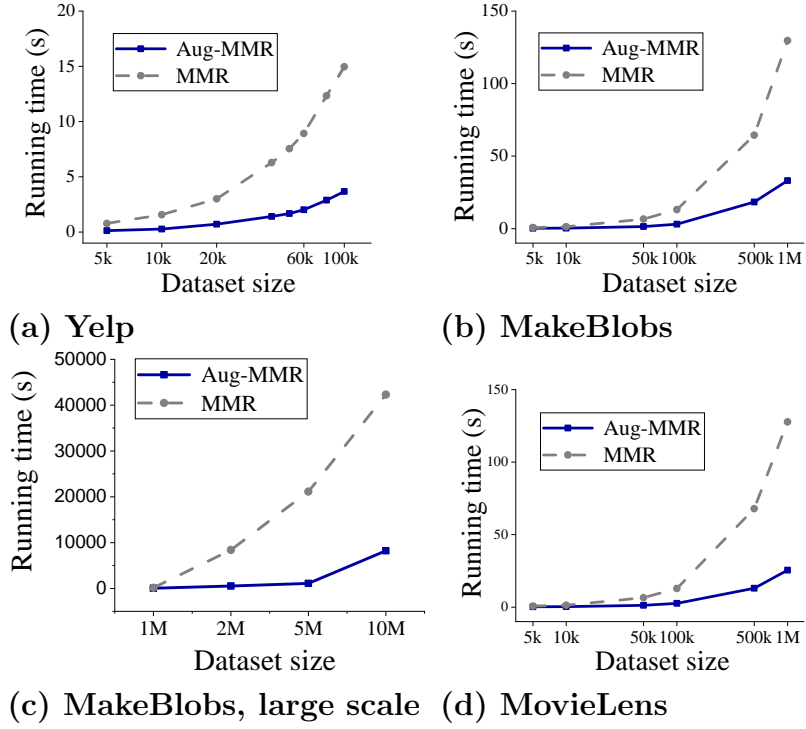 20
15
10
5
0
Running time (s)
Aug-MMR
MMR
5k 10k 20k 60k 100k
Dataset size
(a) Yelp
150
100
50
0
Running time (s)
Aug-MMR
MMR
5k 10k 50k 100k 500k 1M
Dataset size
(b) MakeBlobs
50000
40000
30000
20000
10000
0
Running time (s)
Aug-MMR
MMR
1M 2M 5M 10M
Dataset size
(c) MakeBlobs, large scale
150
100
50
0
Running time (s)
Aug-MMR
MMR
5k 10k 50k 100k 500k 1M
Dataset size
(d) MovieLens